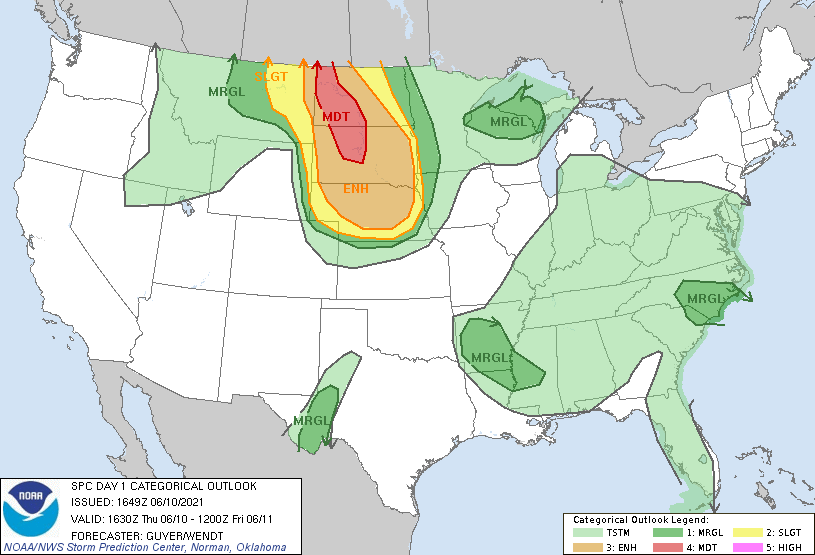 SLGT
MRGL
MDT
MRGL
ENH
MRGL
MRGL
MRGL
SPC DAY 1 CATEGORICAL OUTLOOK
ISSUED: 1649Z 06/10/2021
VALID: 1630Z Thu 06/10 - 1200Z Fri 06/11
FORECASTER: GUYER/WENDT
NOAA/NWS Storm Prediction Center, Norman, Oklahoma
NOAA
Categorical Outlook Legend:
TSTM 1: MRGL 2: SLGT
3: ENH 4: MDT 5: HIGH